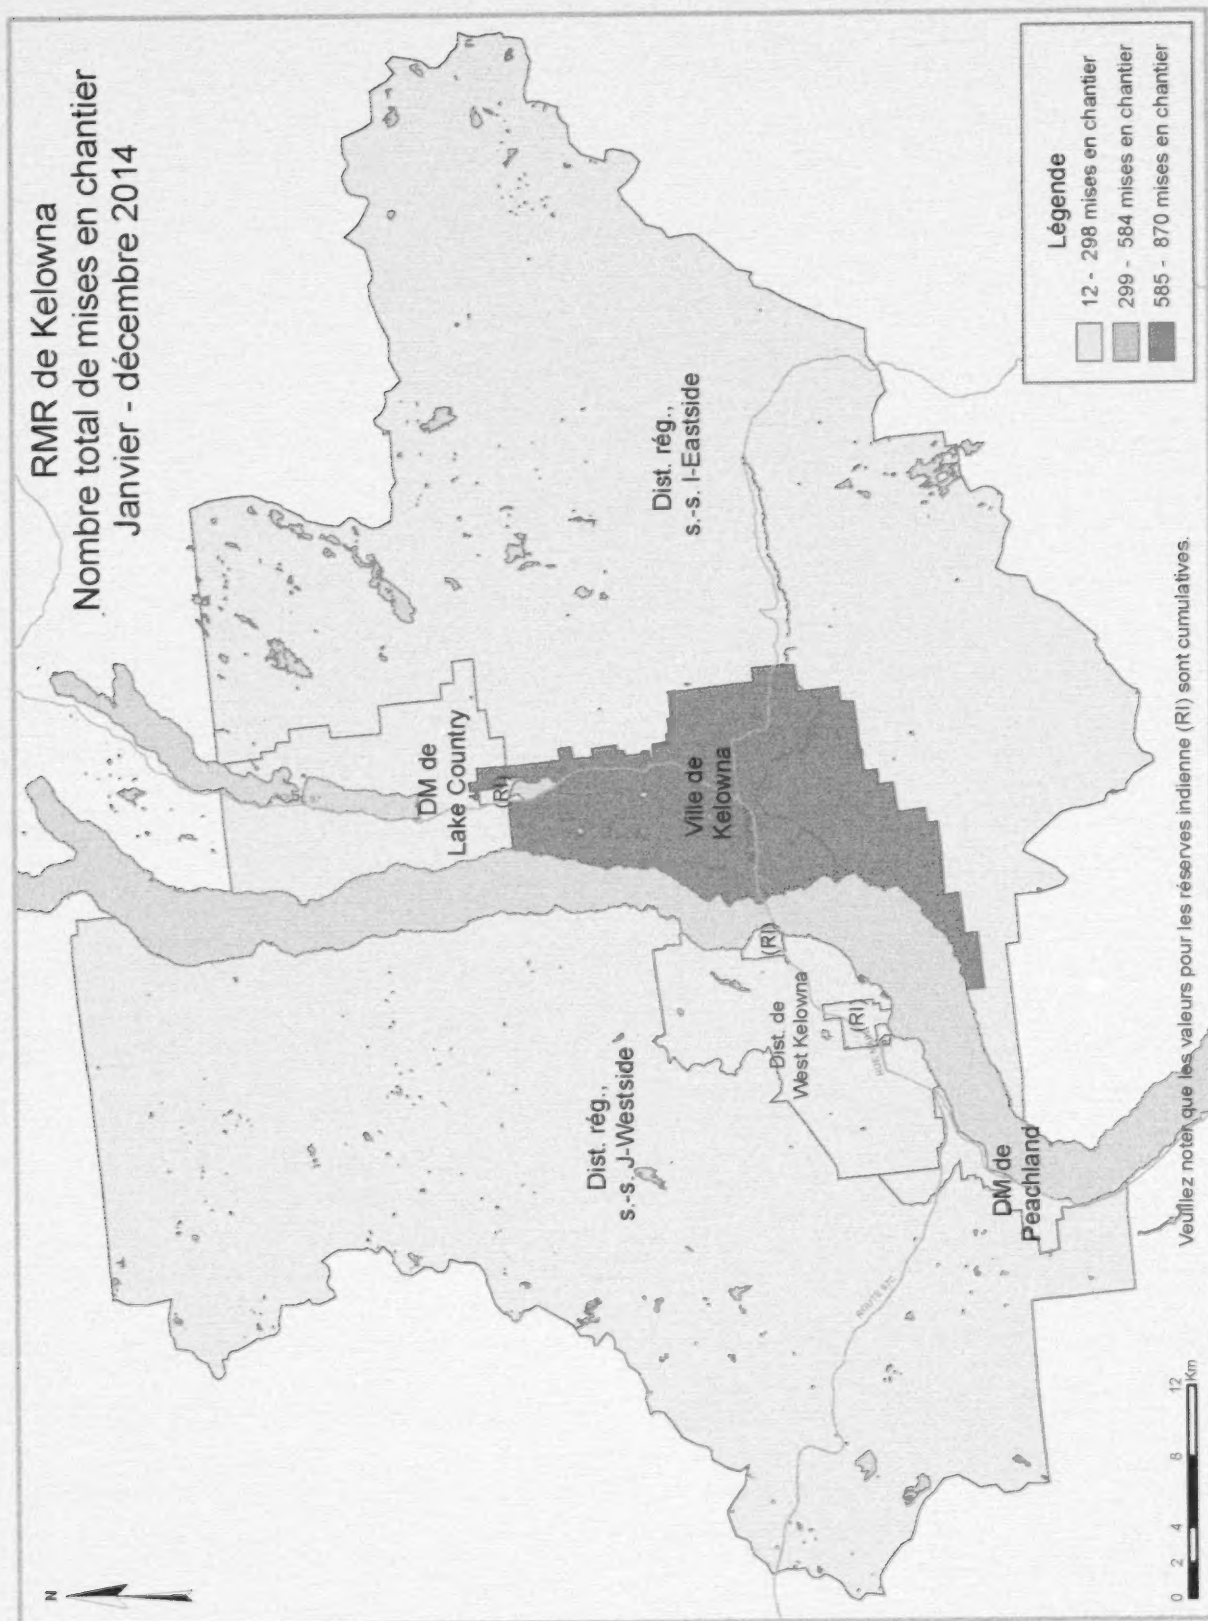 RMR de Kelowna
Nombre total de mises en chantier
Janvier - décembre 2014
N
DM de
Lake Country
(RI)
Dist. rég.,
s.-s. J-Westside
Dist. rég.,
s.-s. I-Eastside
Ville de
Kelowna
(RI)
Dist. de
West Kelowna
(RI)
DM de
Peachland
Légende
12 - 298 mises en chantier
299 - 584 mises en chantier
585 - 870 mises en chantier
0 2 4 8 12
Km
Veuillez noter que les valeurs pour les réserves indienne (RI) sont cumulatives.